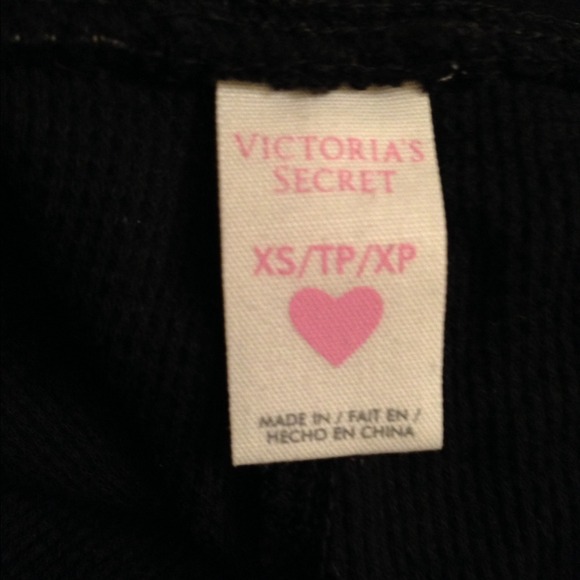 VICTORIA'S
SECRET
XS/TP/XP
MADE IN / FAIT EN /
HECHO EN CHINA